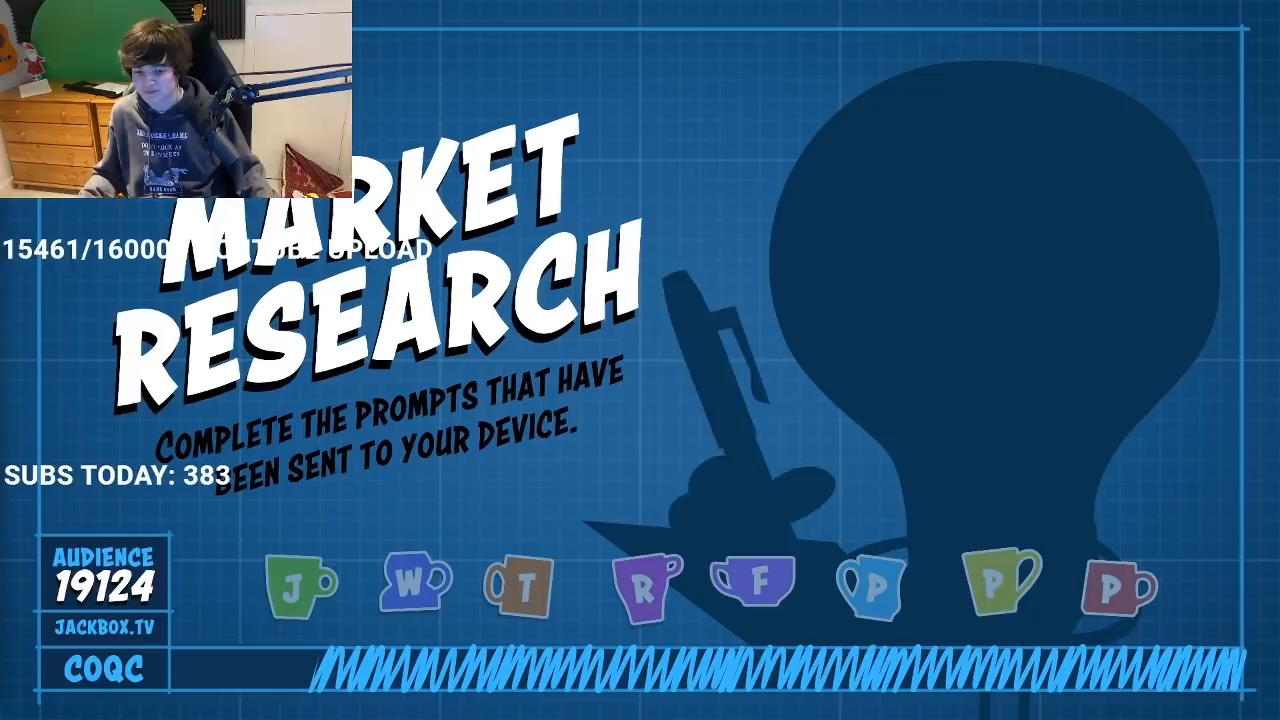 MARKET
RESEARCH
15461/16000
UPLOAD
COMPLETE THE PROMPTS THAT HAVE
BEEN SENT TO YOUR DEVICE.
SUBS TODAY: 383
AUDIENCE
19124
JACKBOX.TV
COQC
J W T R F P P P